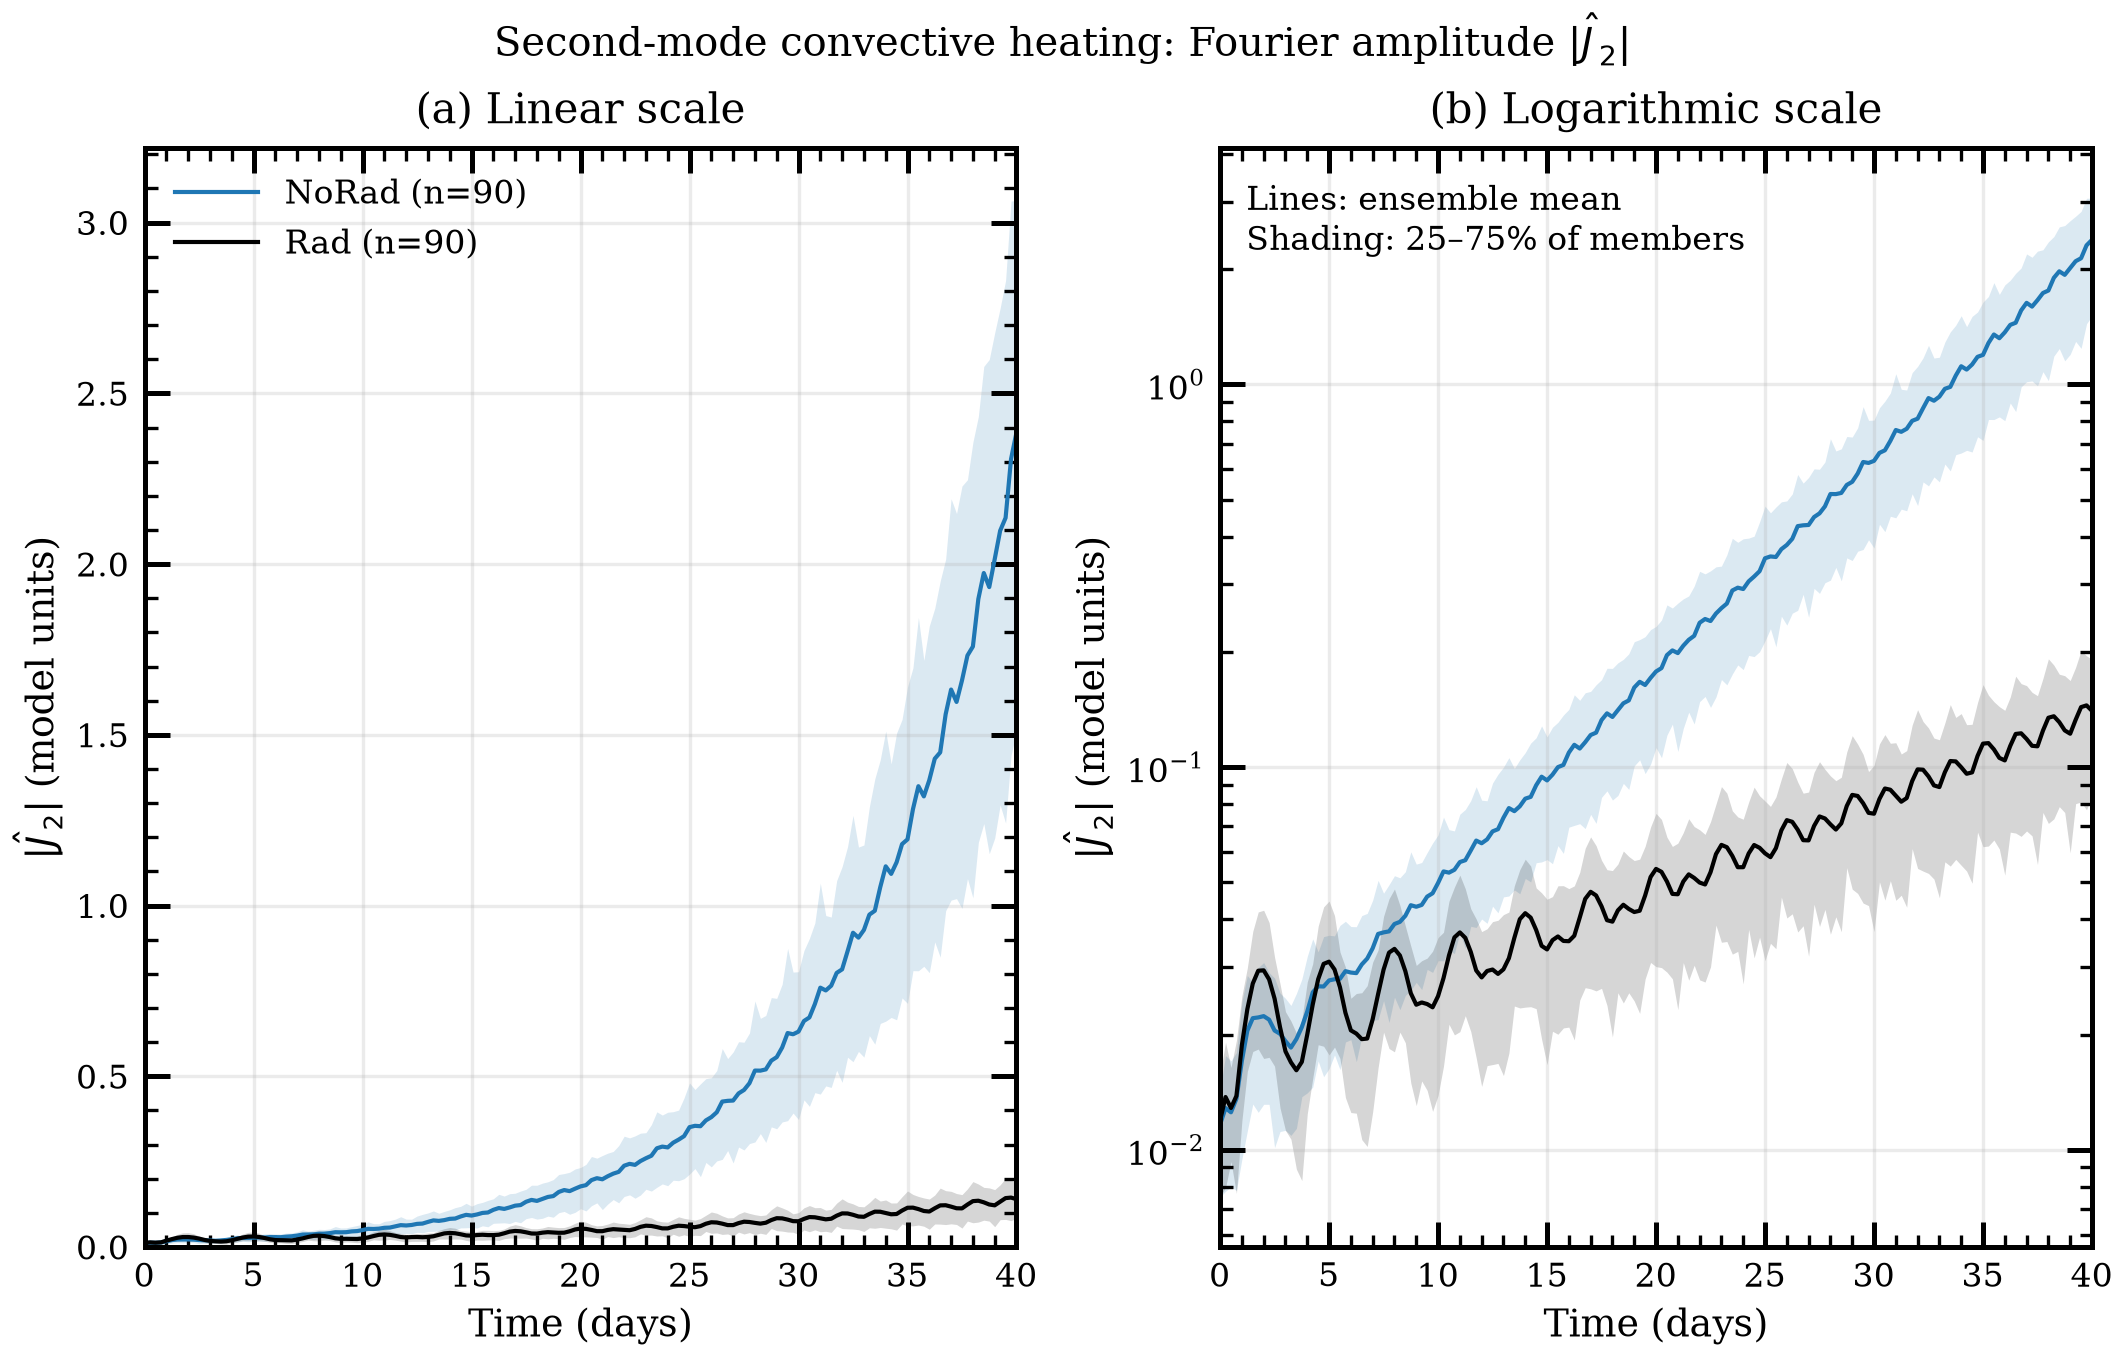 Second-mode convective heating: Fourier amplitude |Ĵ₂|
(a) Linear scale
NoRad (n=90)
Rad (n=90)
3.0
2.5
2.0
1.5
1.0
0.5
0.0
|Ĵ₂| (model units)
0 5 10 15 20 25 30 35 40
Time (days)
(b) Logarithmic scale
Lines: ensemble mean
Shading: 25–75% of members
10⁰
10⁻¹
10⁻²
|Ĵ₂| (model units)
0 5 10 15 20 25 30 35 40
Time (days)